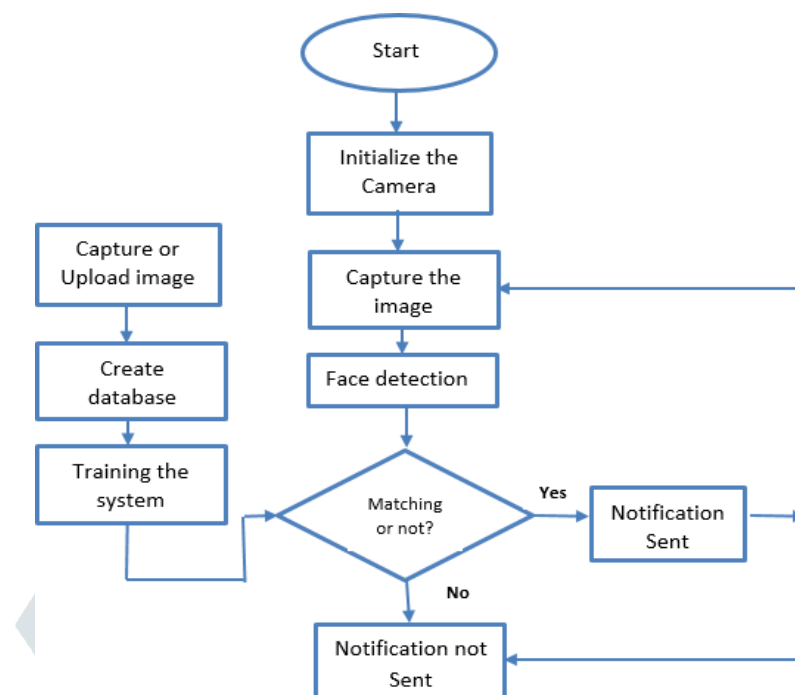 Start
Initialize the
Camera
Capture or
Upload image
Capture the
image
Create
database
Face detection
Training the
system
Matching
or not?
Yes
Notification
Sent
No
Notification not
Sent